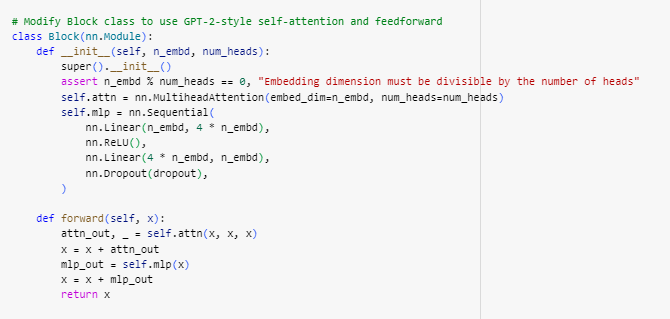 # Modify Block class to use GPT-2-style self-attention and feedforward
class Block(nn.Module):
    def __init__(self, n_embd, num_heads):
        super().__init__()
        assert n_embd % num_heads == 0, "Embedding dimension must be divisible by the number of heads"
        self.attn = nn.MultiheadAttention(embed_dim=n_embd, num_heads=num_heads)
        self.mlp = nn.Sequential(
            nn.Linear(n_embd, 4 * n_embd),
            nn.ReLU(),
            nn.Linear(4 * n_embd, n_embd),
            nn.Dropout(dropout),
        )

    def forward(self, x):
        attn_out, _ = self.attn(x, x, x)
        x = x + attn_out
        mlp_out = self.mlp(x)
        x = x + mlp_out
        return x